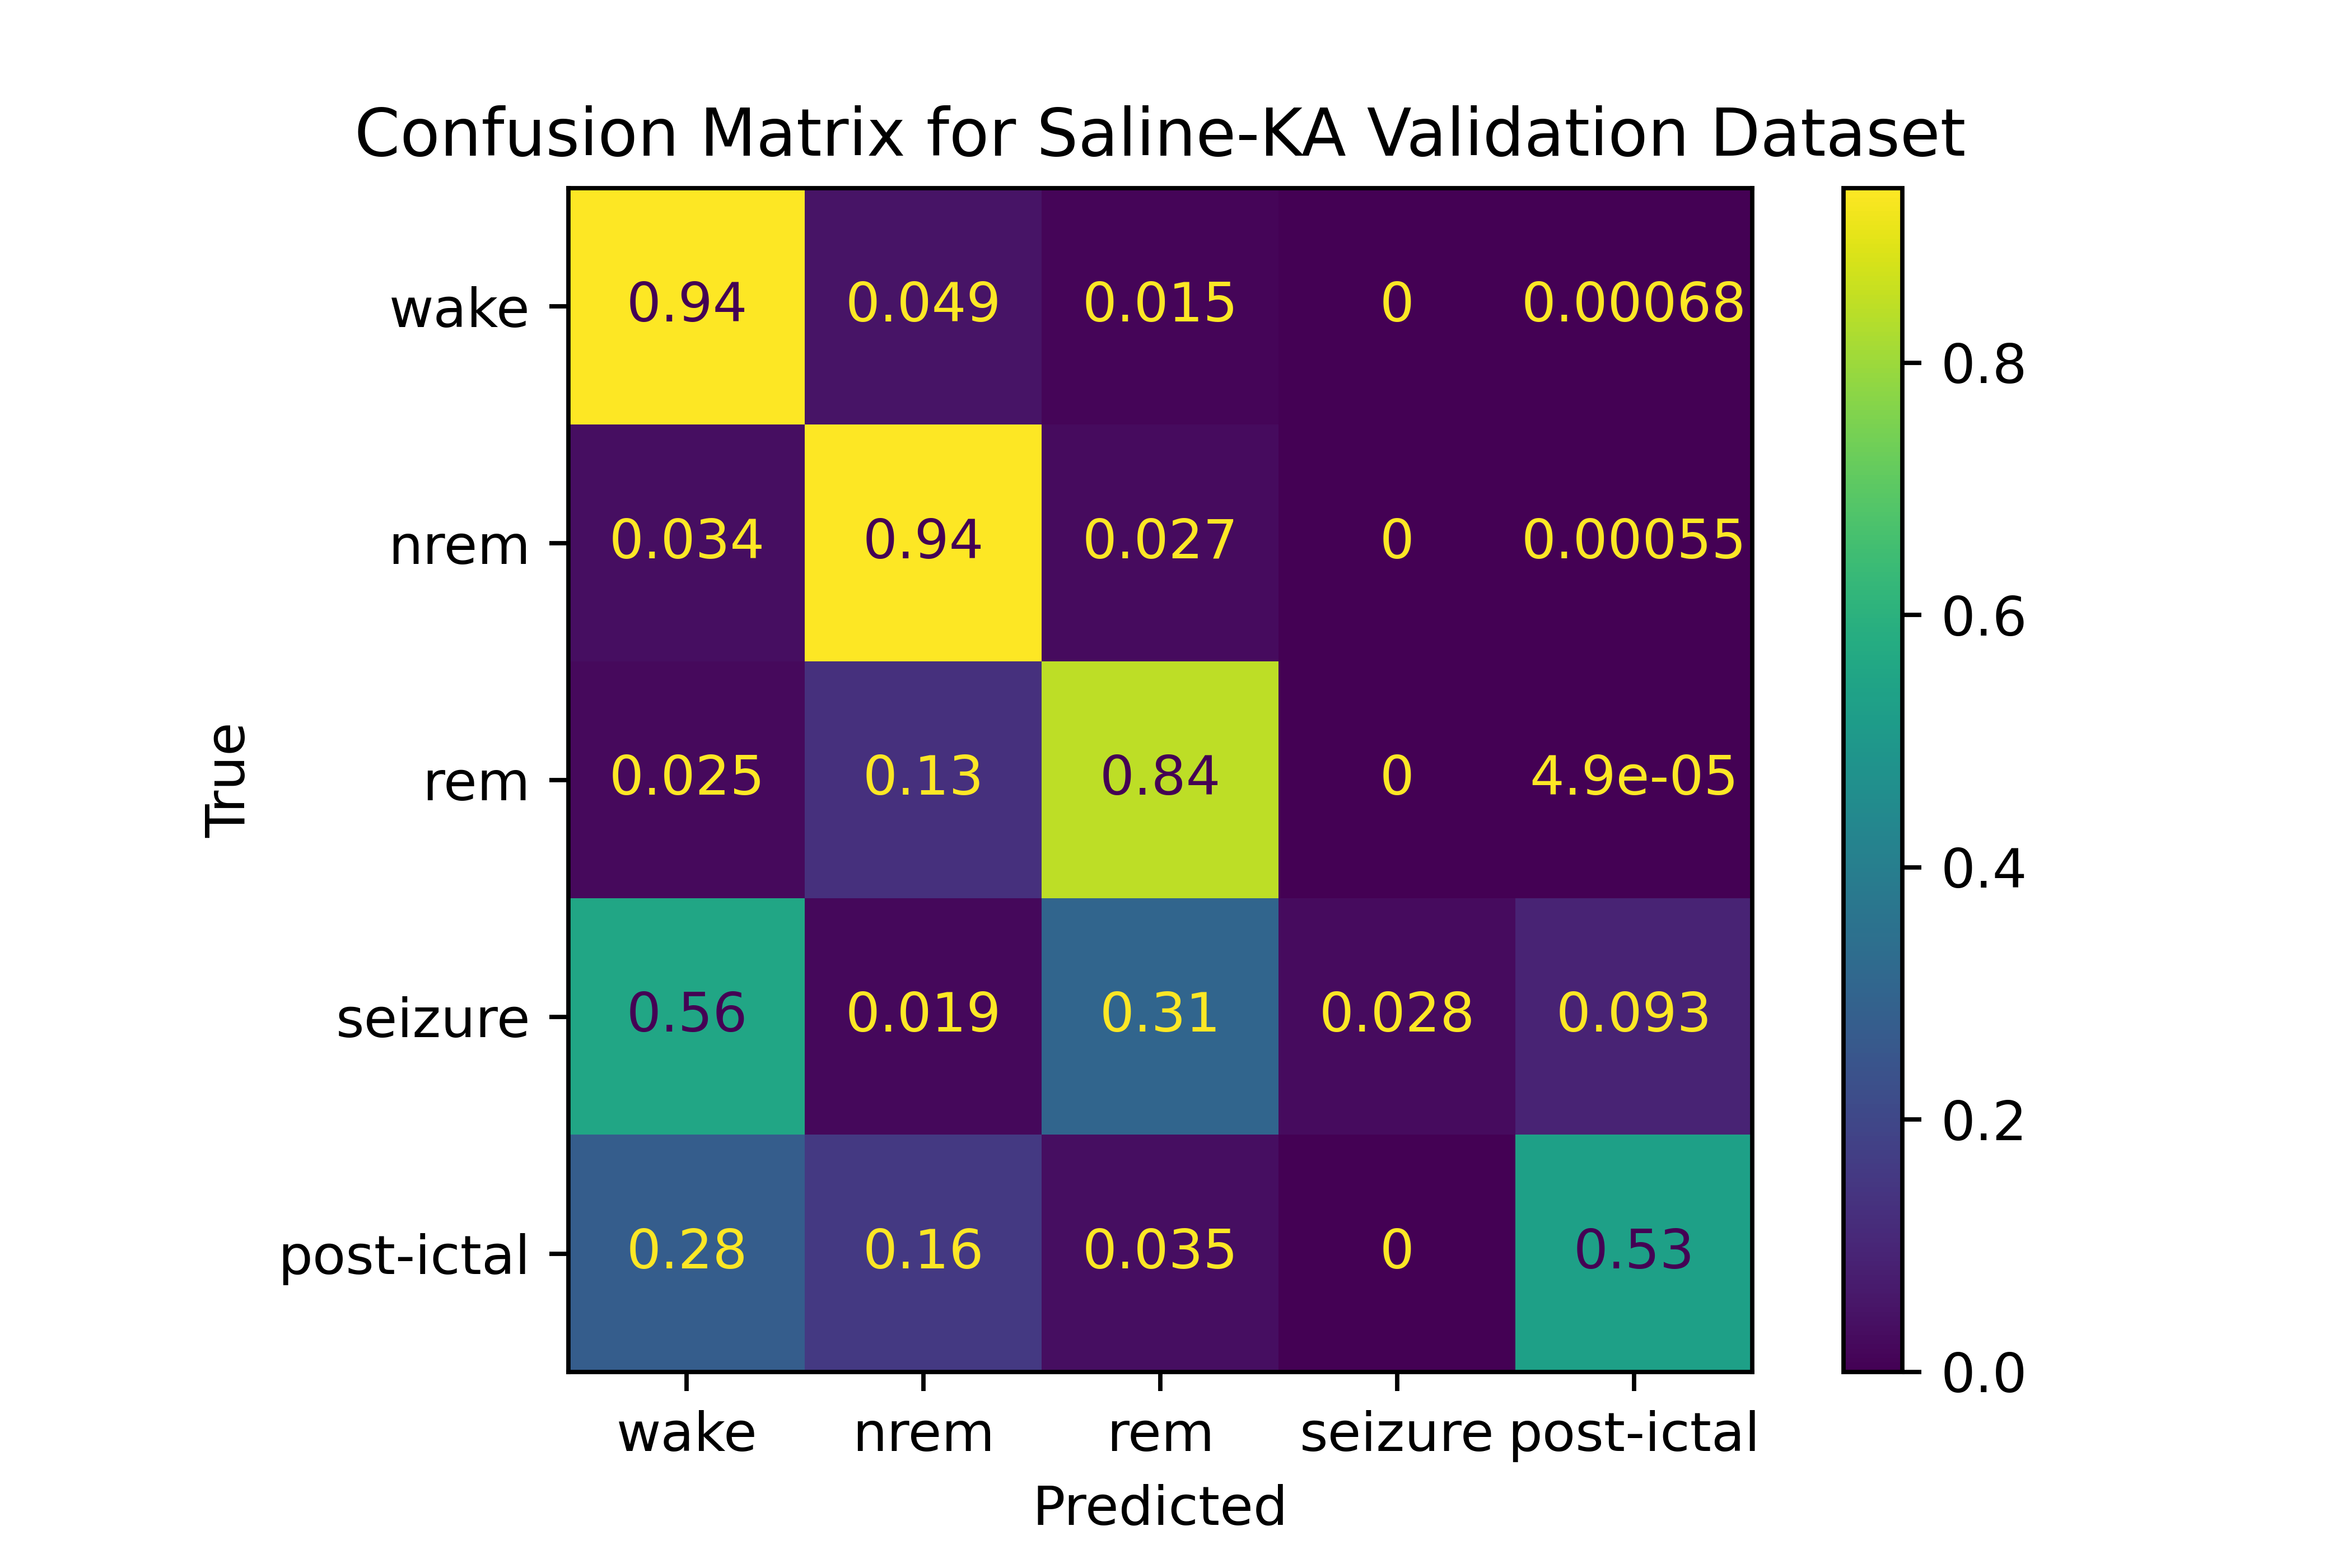 Confusion Matrix for Saline-KA Validation Dataset
wake 0.94 0.049 0.015 0 0.00068
nrem 0.034 0.94 0.027 0 0.00055
rem 0.025 0.13 0.84 0 4.9e-05
seizure 0.56 0.019 0.31 0.028 0.093
post-ictal 0.28 0.16 0.035 0 0.53
wake nrem rem seizure post-ictal
Predicted
True
0.8
0.6
0.4
0.2
0.0